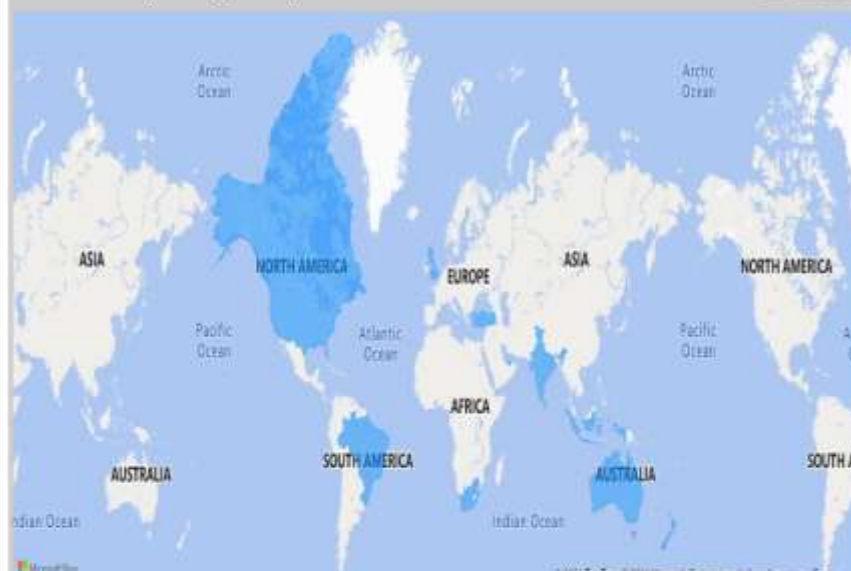 Arctic
Ocean
Arctic
Ocean
ASIA
NORTH AMERICA
EUROPE
ASIA
NORTH AMERICA
Pacific
Ocean
Atlantic
Ocean
Pacific
Ocean
AFRICA
SOUTH AMERICA
AUSTRALIA
AUSTRALIA
SOUTH A
ndian Ocean
Indian Ocean